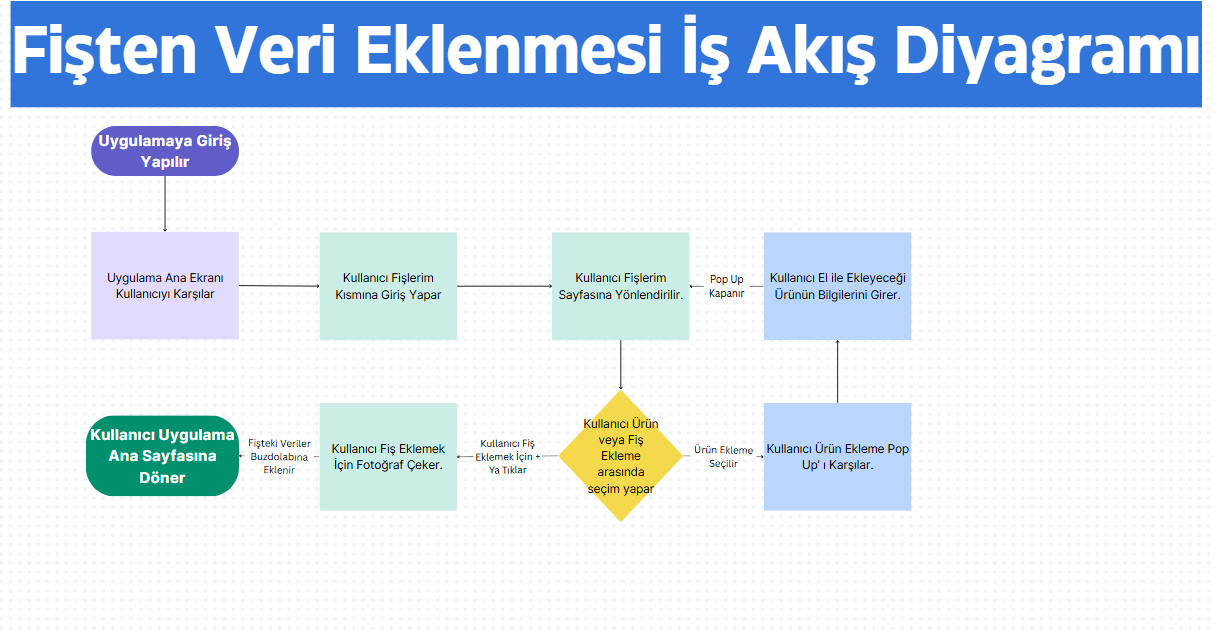 Fişten Veri Eklenmesi İş Akış Diyagramı
Uygulamaya Giriş
Yapılır
Uygulama Ana Ekranı
Kullanıcıyı Karşılar
Kullanıcı Fişlerim
Kısmına Giriş Yapar
Kullanıcı Fişlerim
Sayfasına Yönlendirilir.
Pop Up
Kapanır
Kullanıcı El ile Ekleyeceği
Ürünün Bilgilerini Girer.
Kullanıcı Uygulama
Ana Sayfasına
Döner
Fişteki Veriler
Buzdolabına
Eklenir
Kullanıcı Fiş Eklemek
İçin Fotoğraf Çeker.
Kullanıcı Fiş
Eklemek İçin +
Ya Tıklar
Kullanıcı Ürün
veya Fiş
Ekleme
arasında
seçim yapar
Ürün Ekleme
Seçilir
Kullanıcı Ürün Ekleme Pop
Up' ı Karşılar.